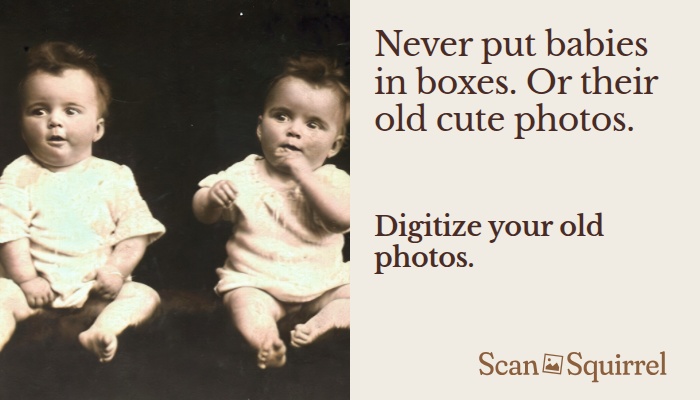 Never put babies
in boxes. Or their
old cute photos.
Digitize your old
photos.
Scan Squirrel